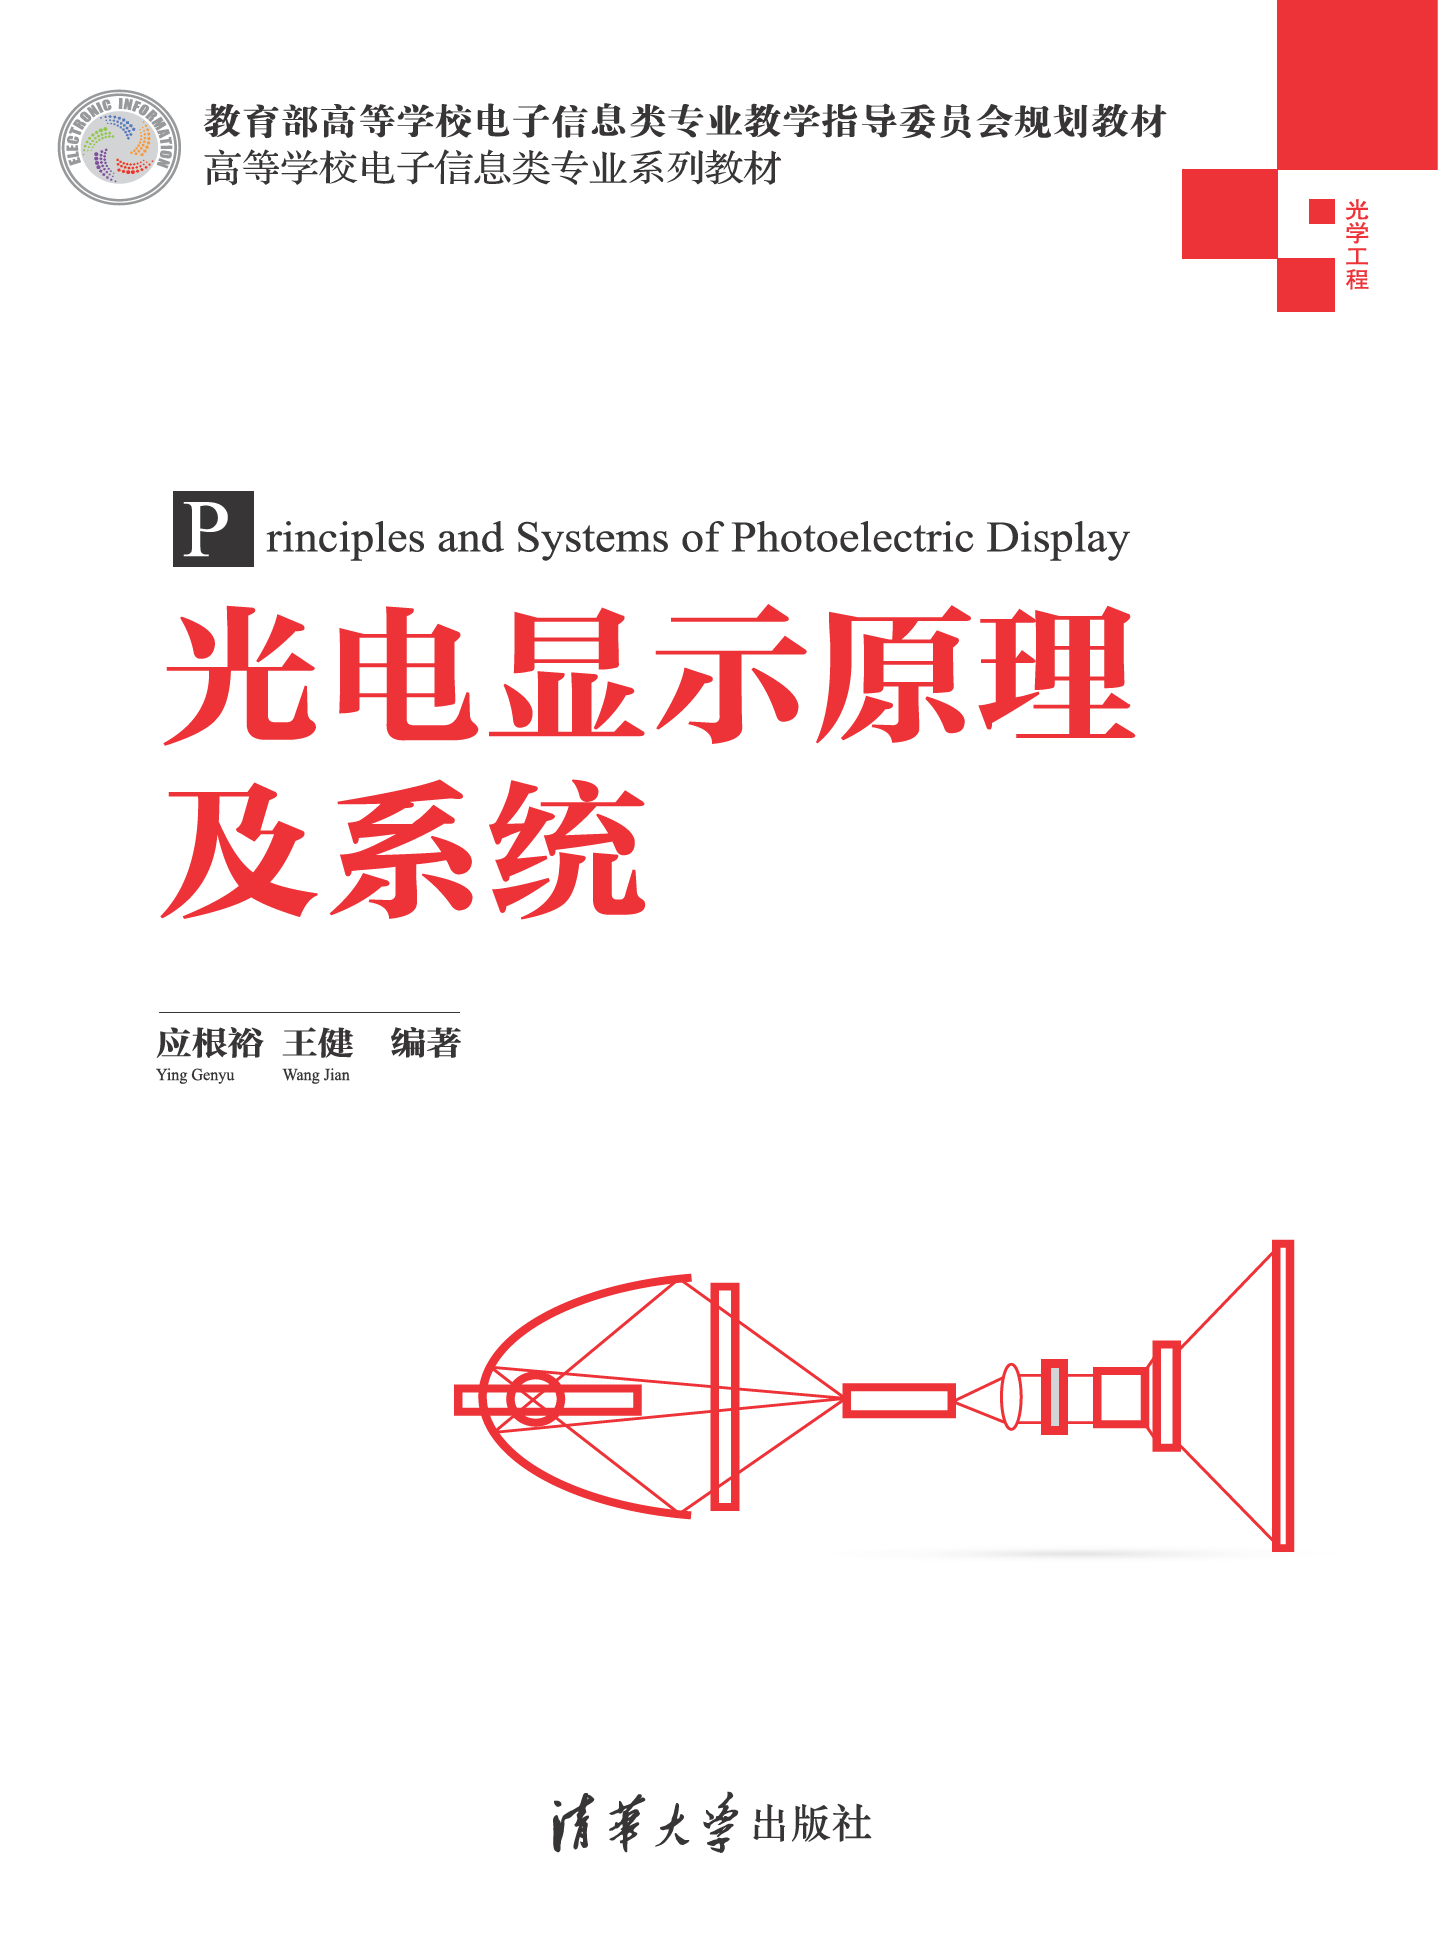 ELECTRONIC INFORMATION
教育部高等学校电子信息类专业教学指导委员会规划教材
高等学校电子信息类专业系列教材
光学工程
Principles and Systems of Photoelectric Display
光电显示原理
及系统
应根裕 王健 编著
Ying Genyu Wang Jian
清华大学出版社